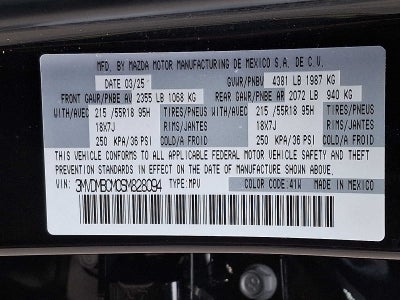 MFD. BY MAZDA MOTOR MANUFACTURING DE MEXICO S.A. DE C.V.
DATE 03/25 GVWR/PNBV 4381 LB 1987 KG
FRONT GAWR/PNBE AV 2355 LB 1068 KG REAR GAWR/PNBE AR 2072 LB 940 KG
WITH/AVEC 215/55R18 95H TIRES/PNEUS WITH/AVEC 215/55R18 95H TIRES/PNEUS
18X7J RIMS/JANTES 18X7J RIMS/JANTES
250 KPA/36 PSI COLD/A FROID 250 KPA/36 PSI COLD/A FROID
THIS VEHICLE CONFORMS TO ALL APPLICABLE FEDERAL MOTOR VEHICLE SAFETY AND THEFT
PREVENTION STANDARDS IN EFFECT ON THE DATE OF MANUFACTURE SHOWN ABOVE.
VIN: 3MVDMBCM0SM828094 TYPE:MPV COLOR CODE 41W MADE IN MEXICO